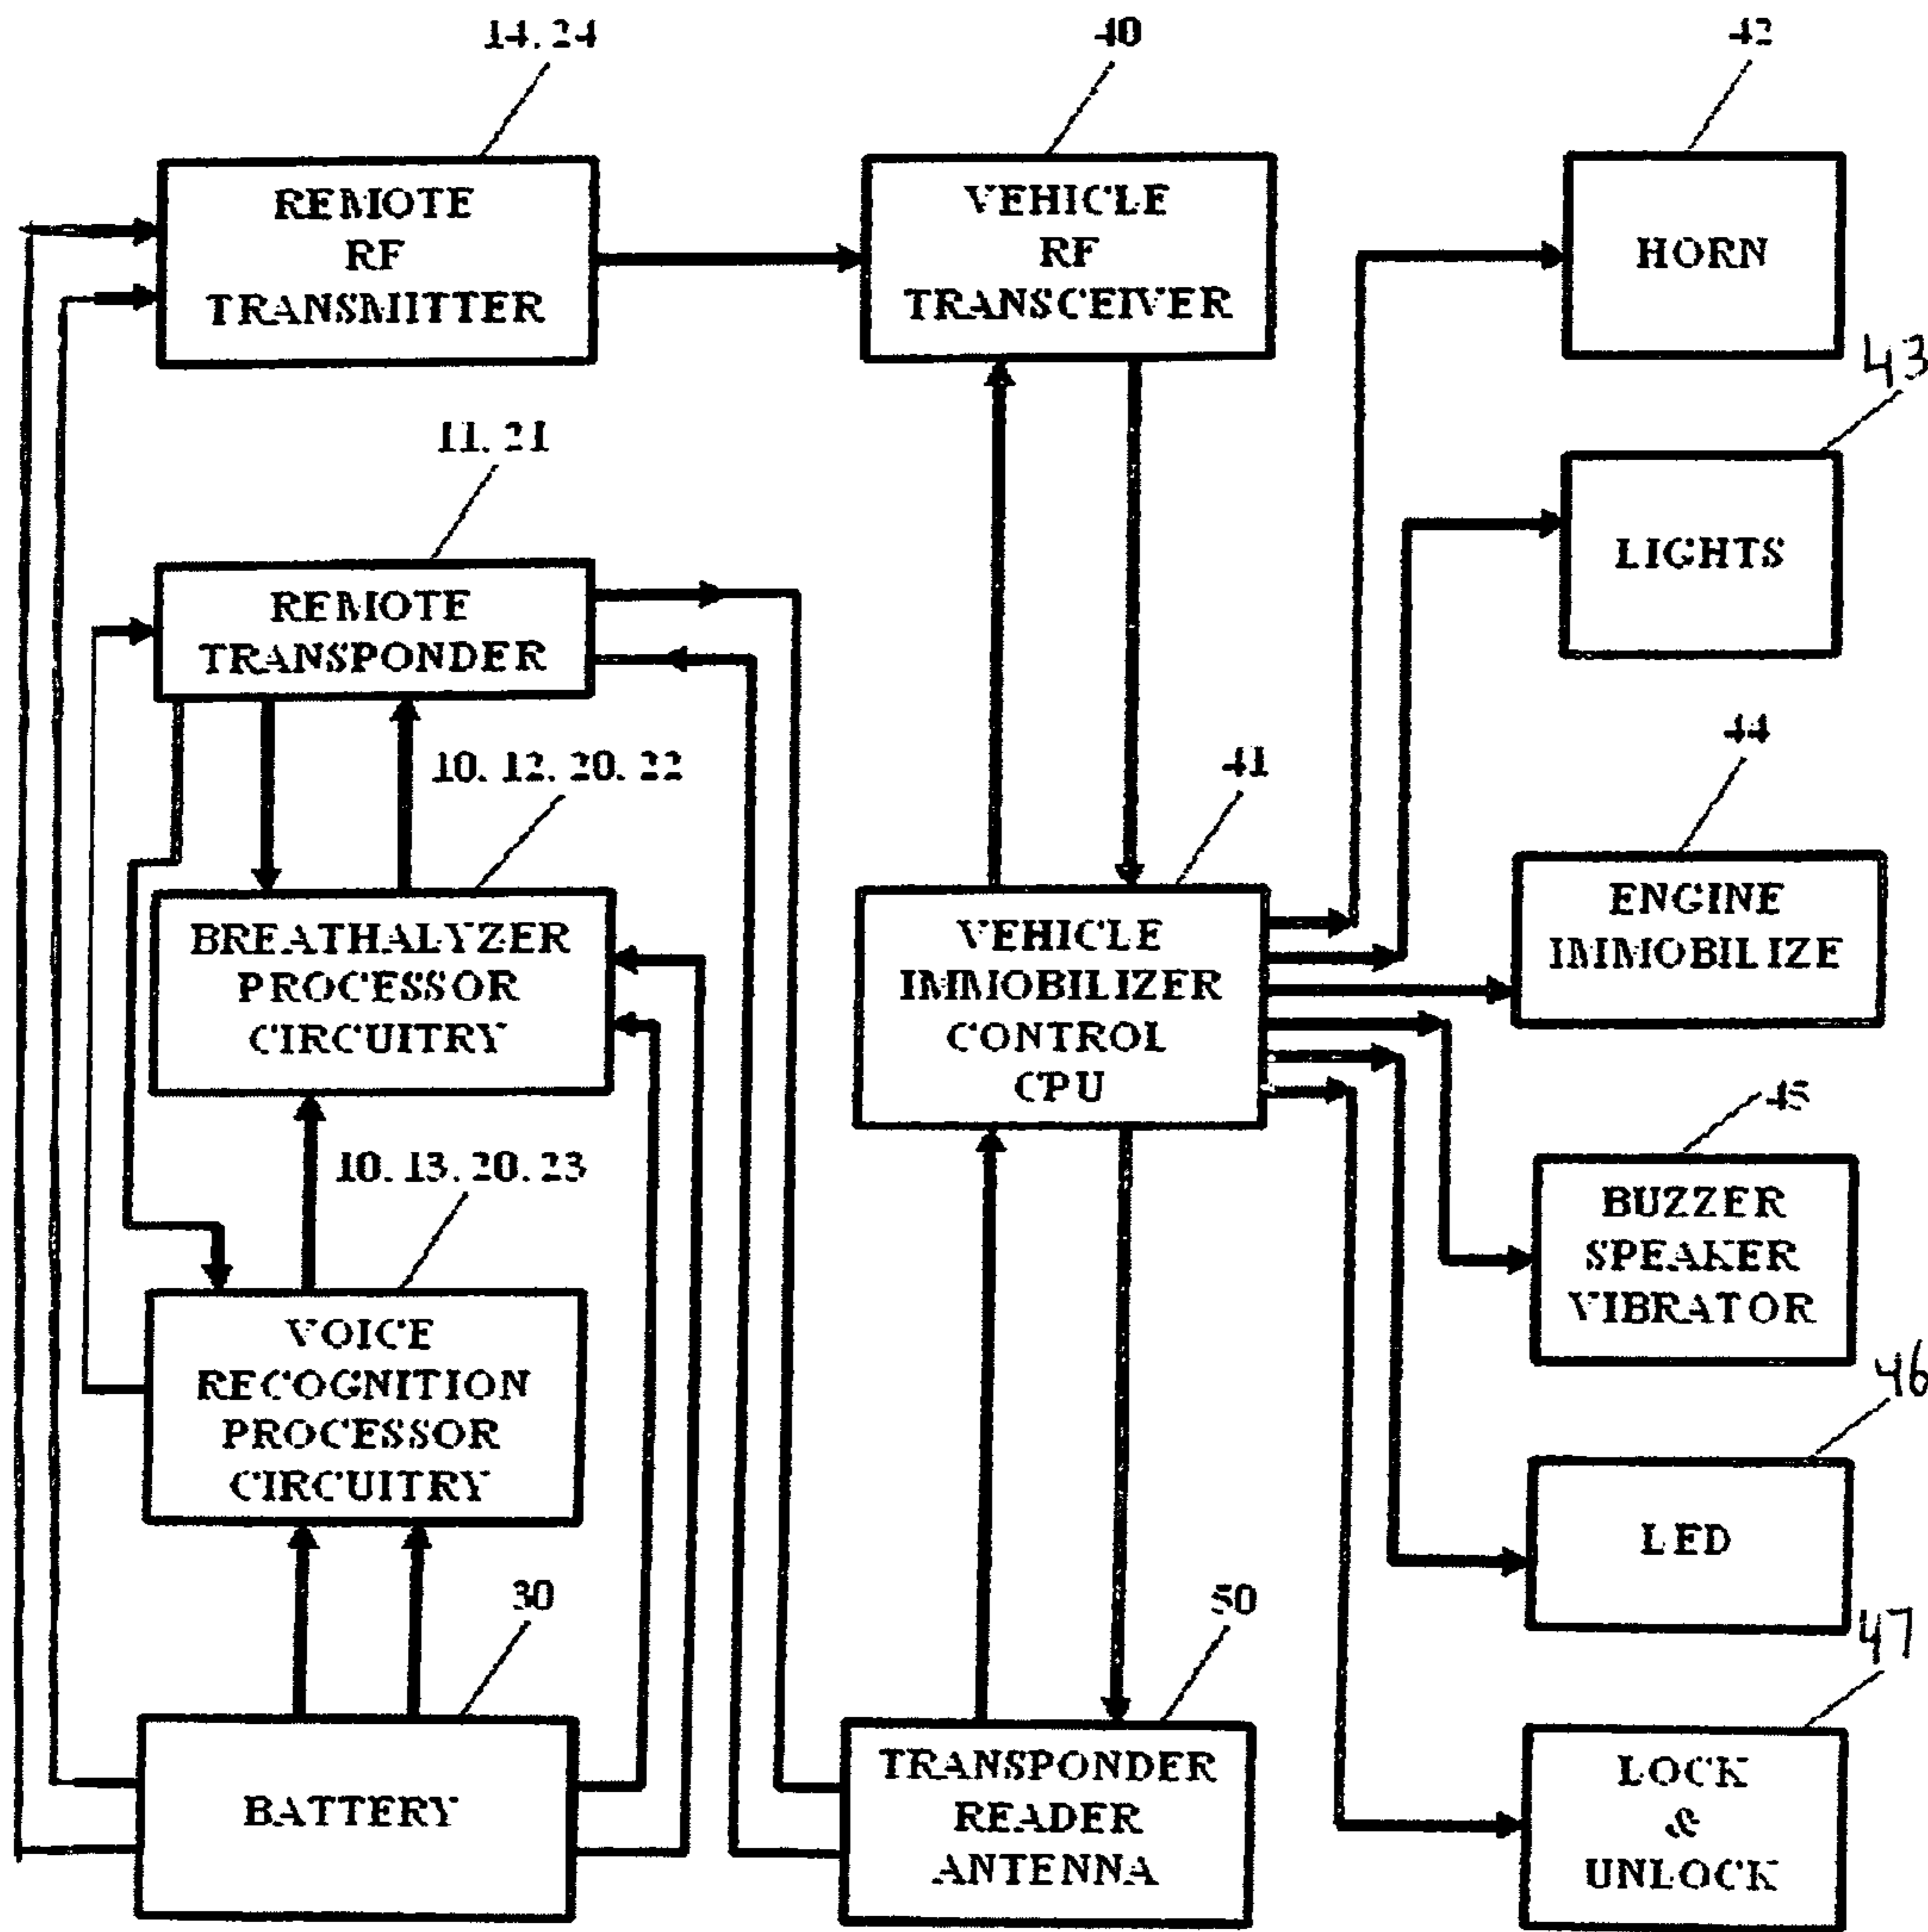 14, 24
40
42
REMOTE
RF
TRANSMITTER
VEHICLE
RF
TRANSCEIVER
HORN
43
11, 21
LIGHTS
REMOTE
TRANSPONDER
44
10, 12, 20, 22
41
ENGINE
IMMOBILIZE
BREATHALYZER
PROCESSOR
CIRCUITRY
VEHICLE
IMMOBILIZER
CONTROL
CPU
45
10, 13, 20, 23
BUZZER
SPEAKER
VIBRATOR
VOICE
RECOGNITION
PROCESSOR
CIRCUITRY
46
LED
30
50
47
BATTERY
TRANSPONDER
READER
ANTENNA
LOCK
&
UNLOCK